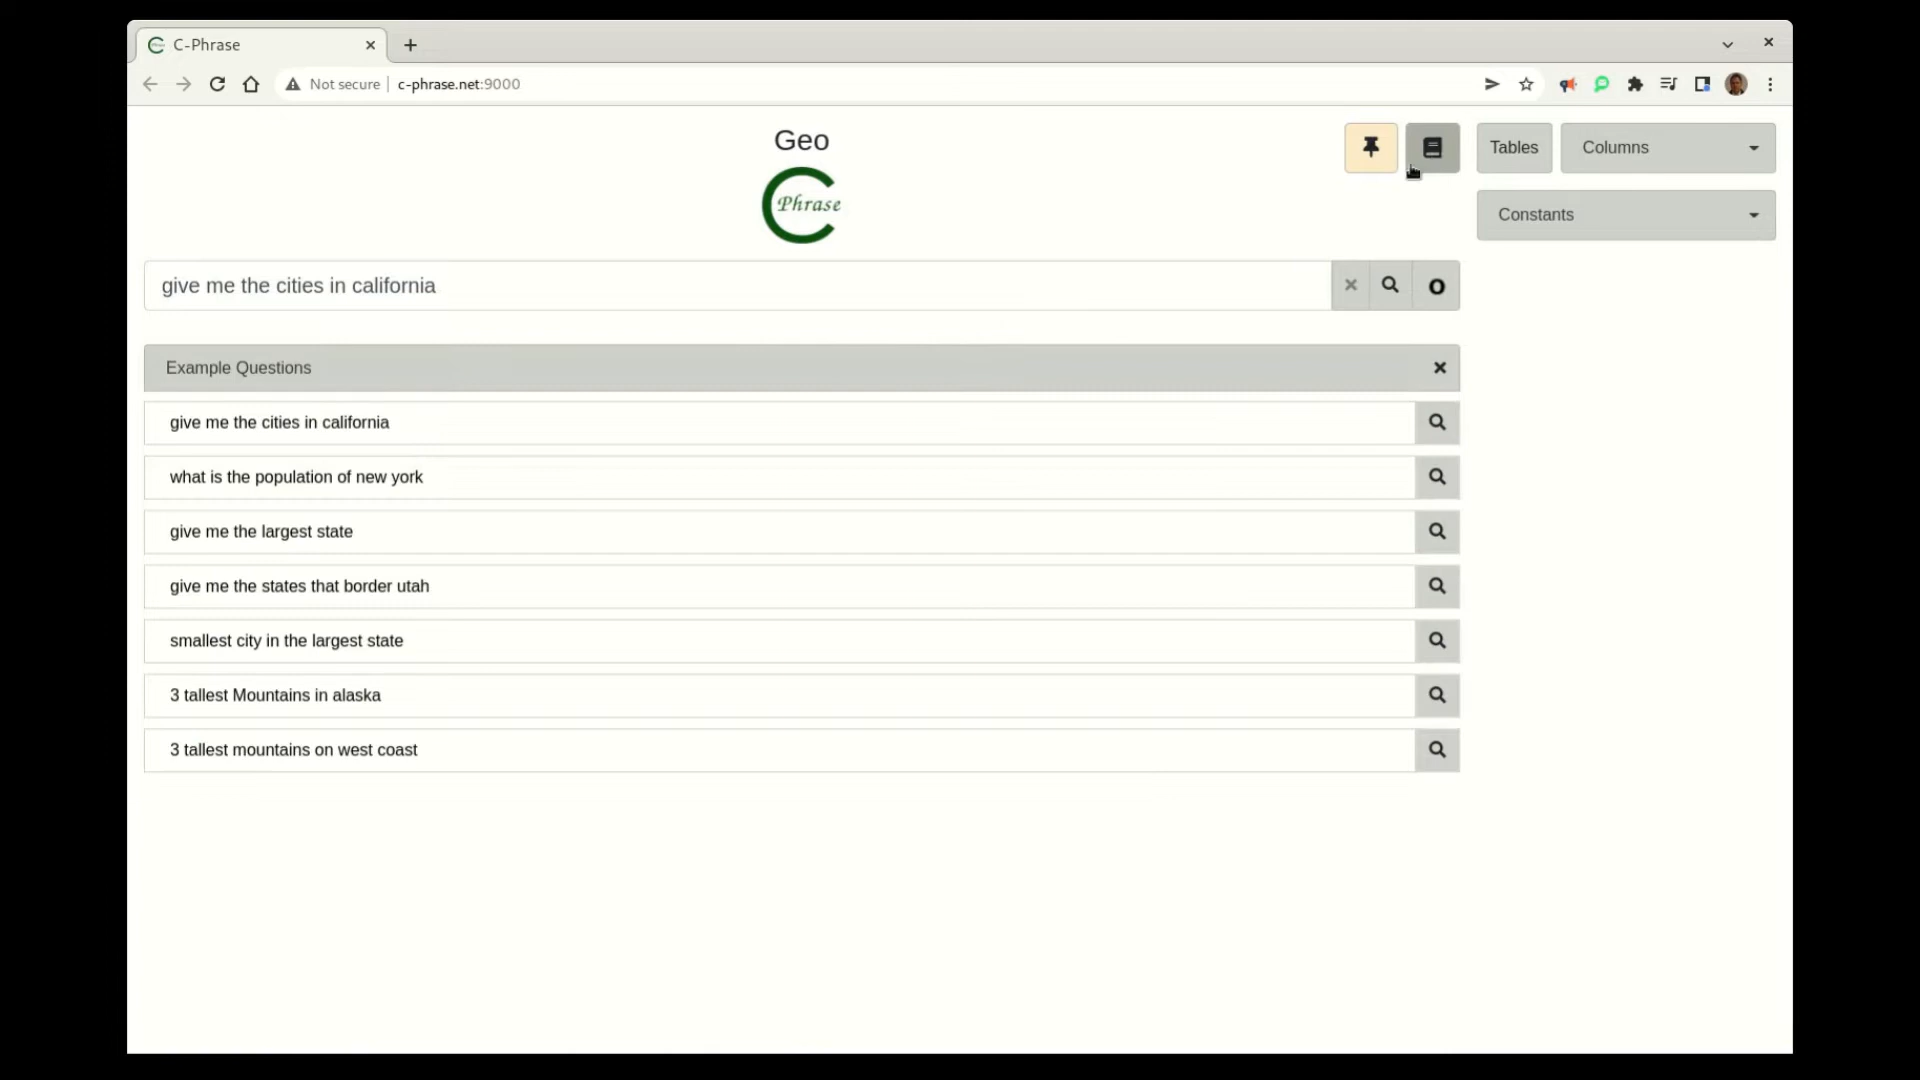 C-Phrase
Not secure
c-phrase.net:9000
Geo
Phrase
Tables
Columns
Constants
give me the cities in california
o
Example Questions
give me the cities in california
what is the population of new york
give me the largest state
give me the states that border utah
smallest city in the largest state
3 tallest Mountains in alaska
3 tallest mountains on west coast